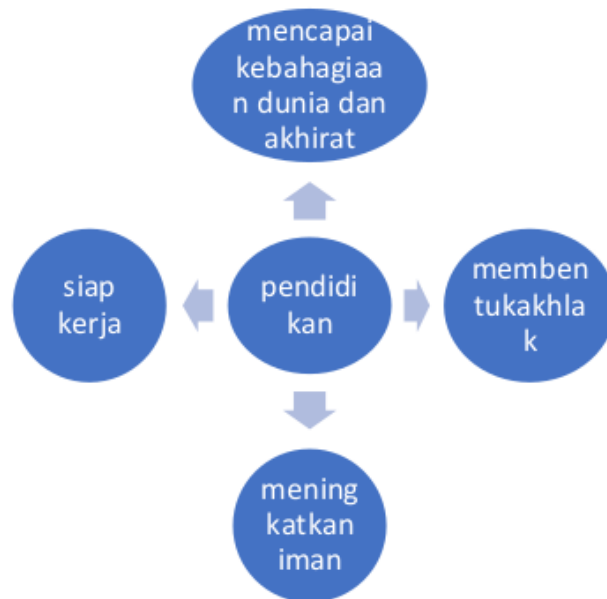 mencapai
kebahagiaa
n dunia dan
akhirat
siap
kerja
pendidi
kan
memben
tukakhla
k
mening
katkan
iman